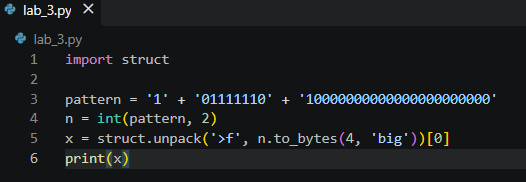 lab_3.py
lab_3.py
1 import struct
2
3 pattern = '1' + '01111110' + '10000000000000000000000'
4 n = int(pattern, 2)
5 x = struct.unpack('>f', n.to_bytes(4, 'big'))[0]
6 print(x)